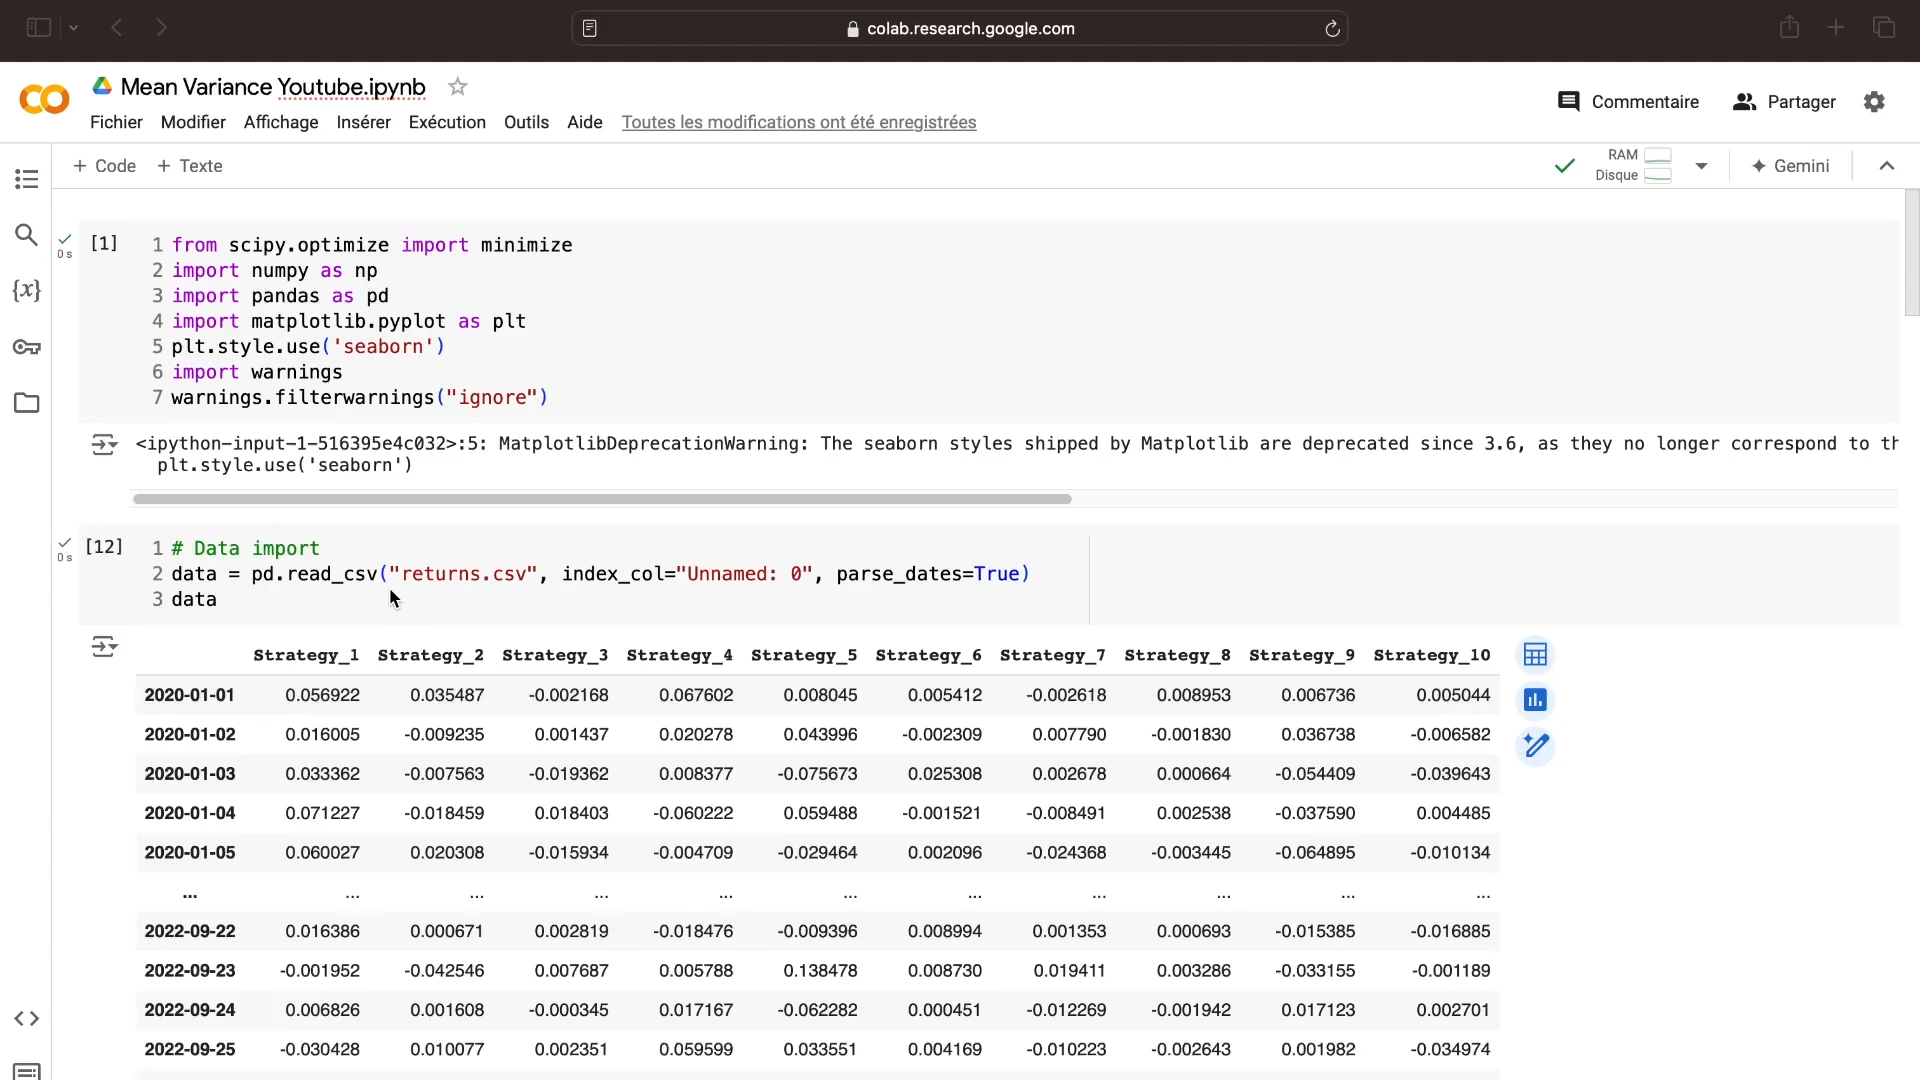 colab.research.google.com
Mean Variance Youtube.ipynb
Commentaire
Partager
Fichier Modifier Affichage Insérer Exécution Outils Aide Toutes les modifications ont été enregistrées
+ Code + Texte
RAM
Disque
Gemini
[1]
0 s
1 from scipy.optimize import minimize
2 import numpy as np
3 import pandas as pd
4 import matplotlib.pyplot as plt
5 plt.style.use('seaborn')
6 import warnings
7 warnings.filterwarnings("ignore")
<ipython-input-1-516395e4c032>:5: MatplotlibDeprecationWarning: The seaborn styles shipped by Matplotlib are deprecated since 3.6, as they no longer correspond to th
plt.style.use('seaborn')
[12]
0 s
1 # Data import
2 data = pd.read_csv("returns.csv", index_col="Unnamed: 0", parse_dates=True)
3 data
Strategy_1 Strategy_2 Strategy_3 Strategy_4 Strategy_5 Strategy_6 Strategy_7 Strategy_8 Strategy_9 Strategy_10
2020-01-01 0.056922 0.035487 -0.002168 0.067602 0.008045 0.005412 -0.002618 0.008953 0.006736 0.005044
2020-01-02 0.016005 -0.009235 0.001437 0.020278 0.043996 -0.002309 0.007790 -0.001830 0.036738 -0.006582
2020-01-03 0.033362 -0.007563 -0.019362 0.008377 -0.075673 0.025308 0.002678 0.000664 -0.054409 -0.039643
2020-01-04 0.071227 -0.018459 0.018403 -0.060222 0.059488 -0.001521 -0.008491 0.002538 -0.037590 0.004485
2020-01-05 0.060027 0.020308 -0.015934 -0.004709 -0.029464 0.002096 -0.024368 -0.003445 -0.064895 -0.010134
... ... ... ... ... ... ... ... ... ... ...
2022-09-22 0.016386 0.000671 0.002819 -0.018476 -0.009396 0.008994 0.001353 0.000693 -0.015385 -0.016885
2022-09-23 -0.001952 -0.042546 0.007687 0.005788 0.138478 0.008730 0.019411 0.003286 -0.033155 -0.001189
2022-09-24 0.006826 0.001608 -0.000345 0.017167 -0.062282 0.000451 -0.012269 -0.001942 0.017123 0.002701
2022-09-25 -0.030428 0.010077 0.002351 0.059599 0.033551 0.004169 -0.010223 -0.002643 0.001982 -0.034974